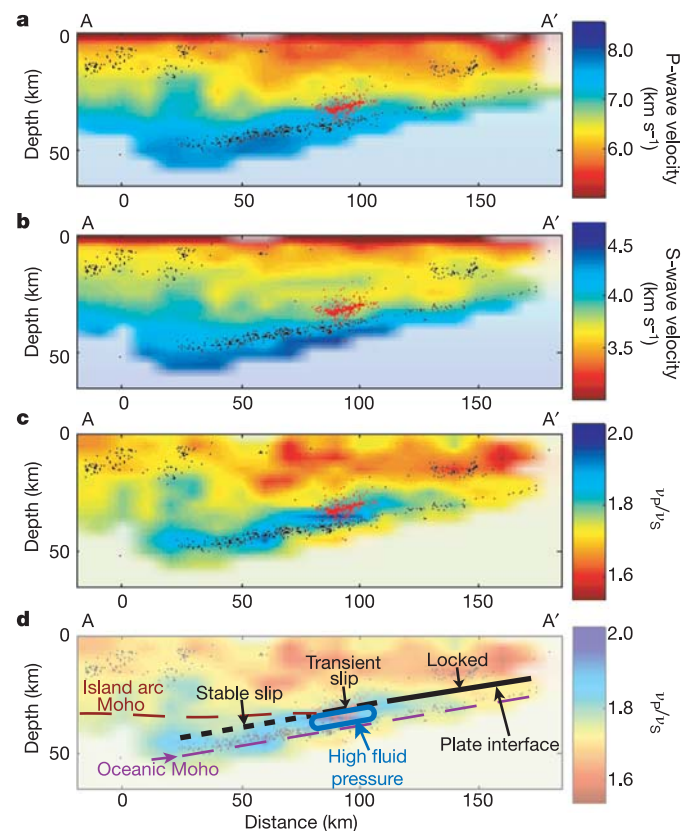 a
A
A′
0
50
Depth (km)
0
50
100
150
8.0
7.0
6.0
P-wave velocity
(km s⁻¹)
b
A
A′
0
50
Depth (km)
0
50
100
150
4.5
4.0
3.5
S-wave velocity
(km s⁻¹)
c
A
A′
0
50
Depth (km)
0
50
100
150
2.0
1.8
1.6
νP/νS
d
A
A′
0
50
Depth (km)
Island arc
Moho
Stable slip
Transient
slip
Locked
Oceanic Moho
High fluid
pressure
Plate interface
0
50
100
150
Distance (km)
2.0
1.8
1.6
νP/νS